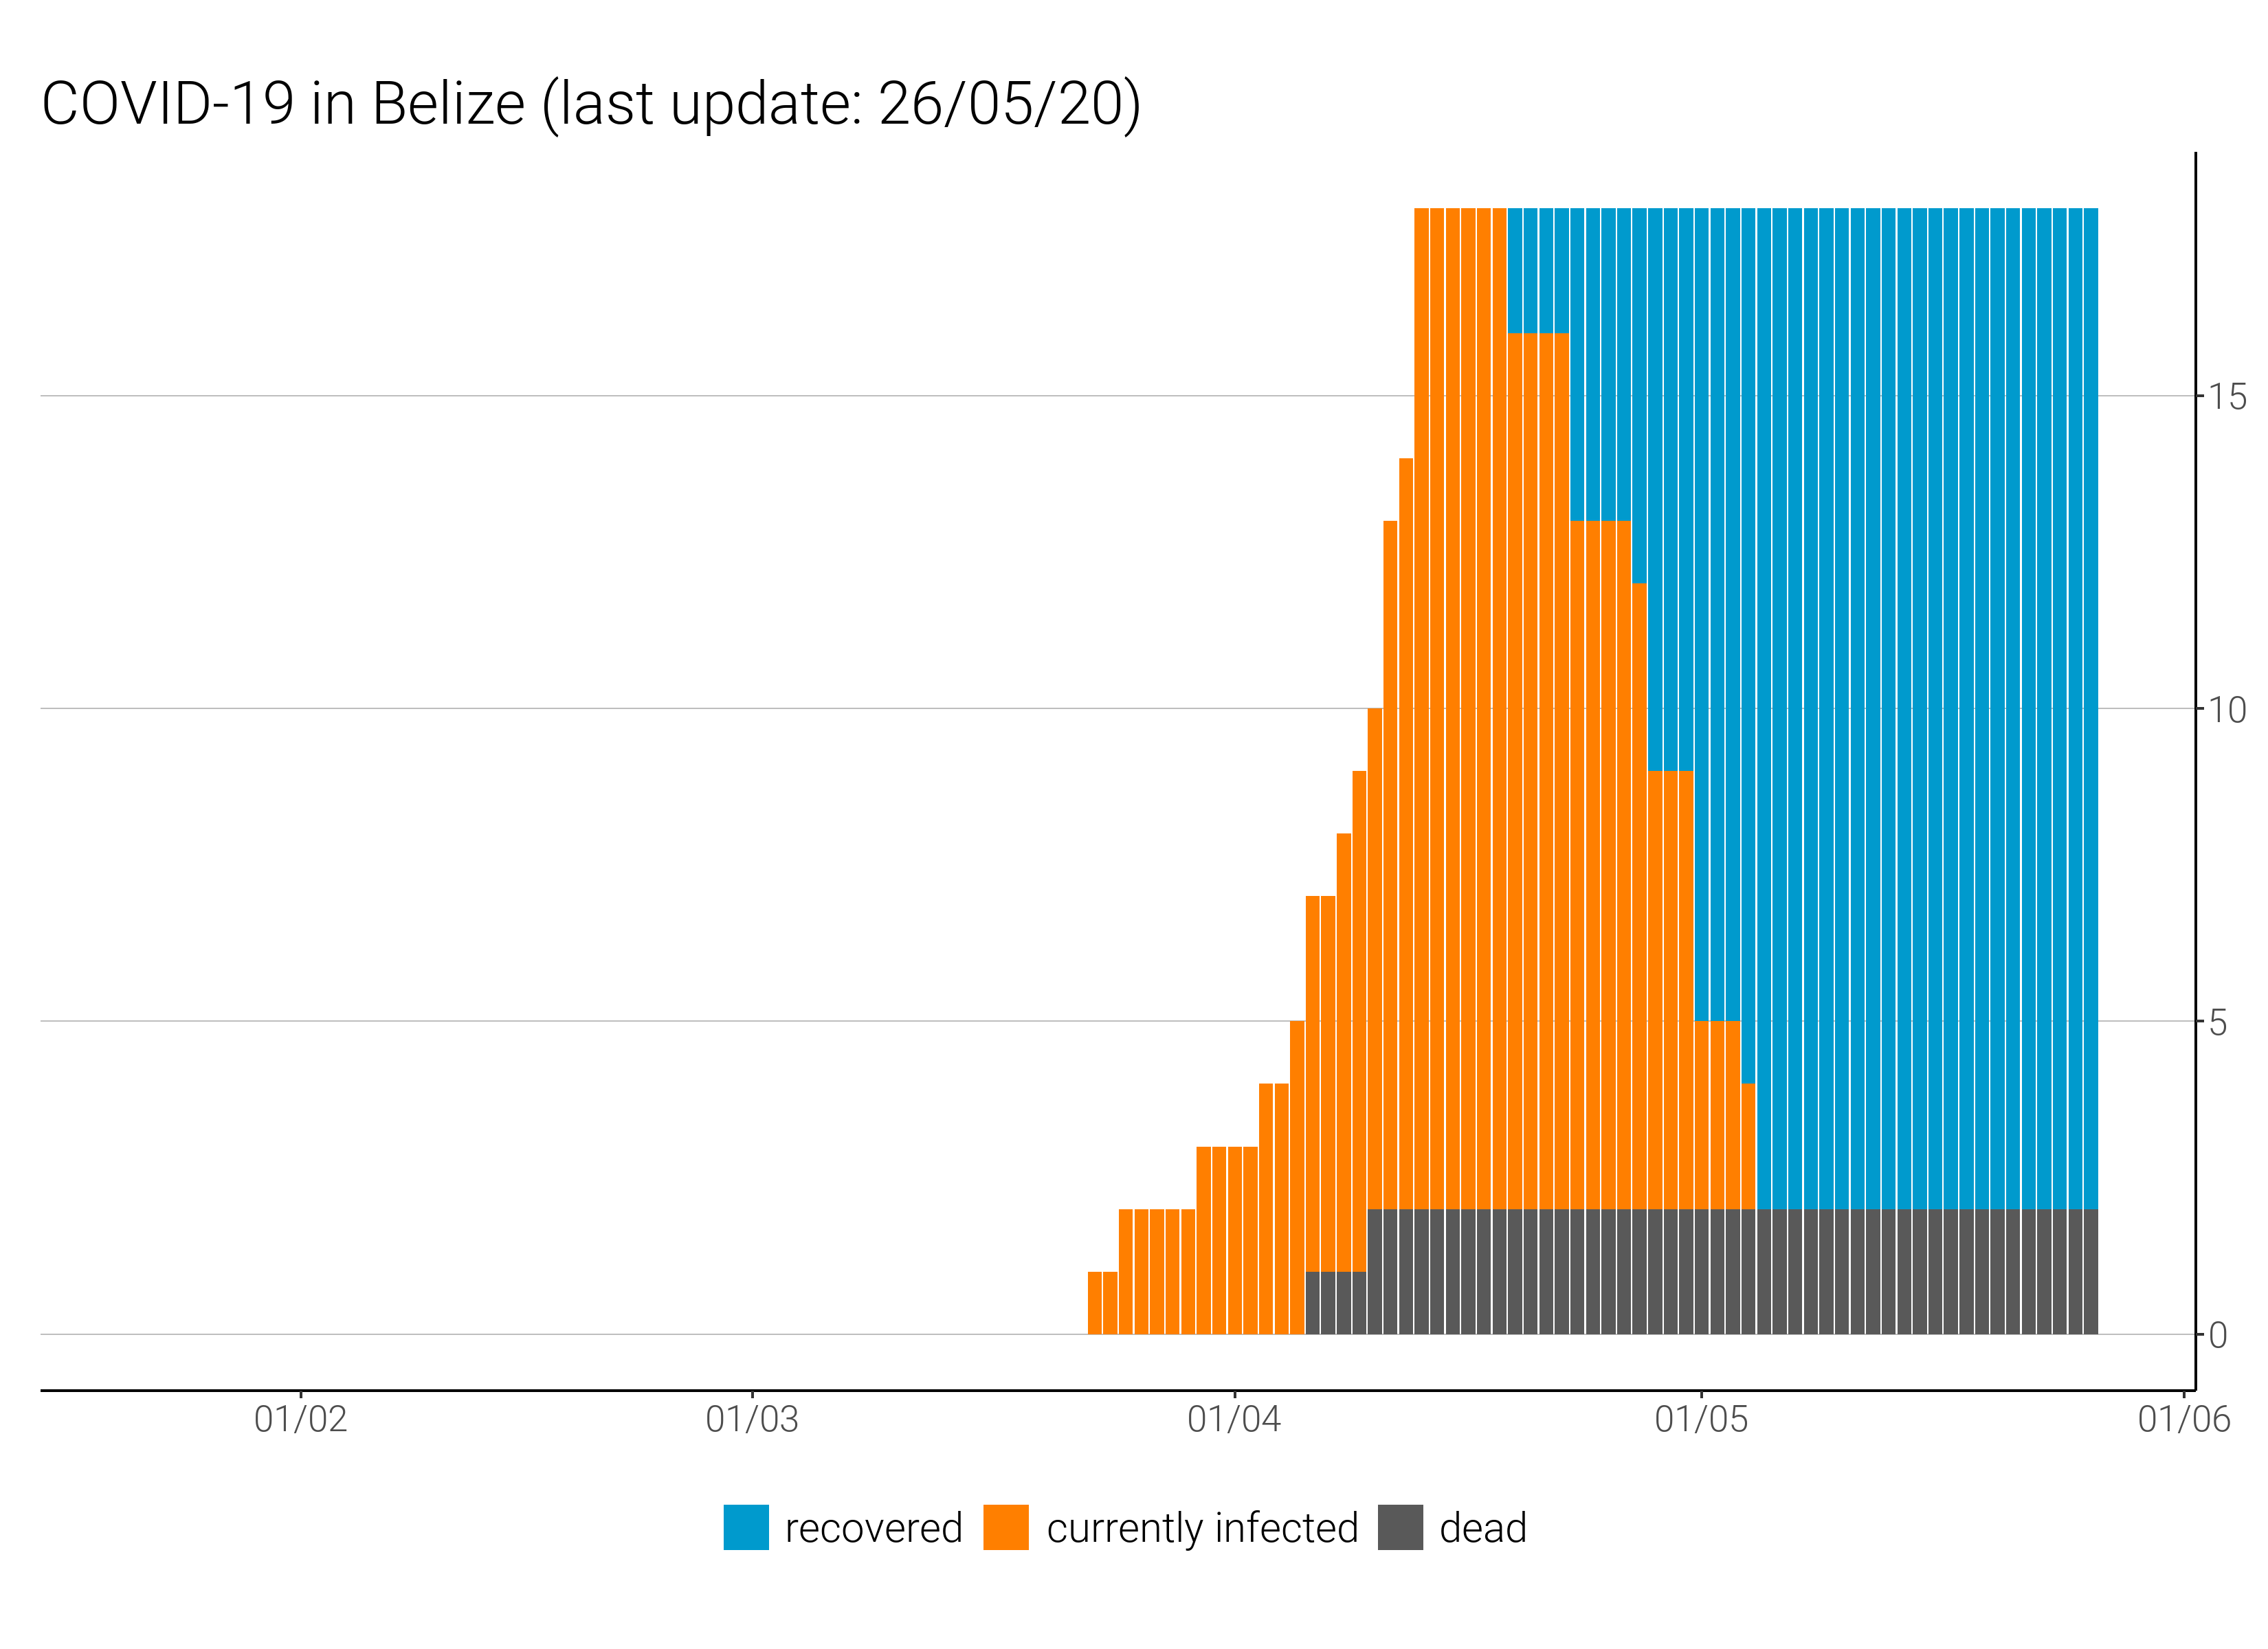 COVID-19 in Belize (last update: 26/05/20)
15
10
5
0
01/02 01/03 01/04 01/05 01/06
recovered currently infected dead